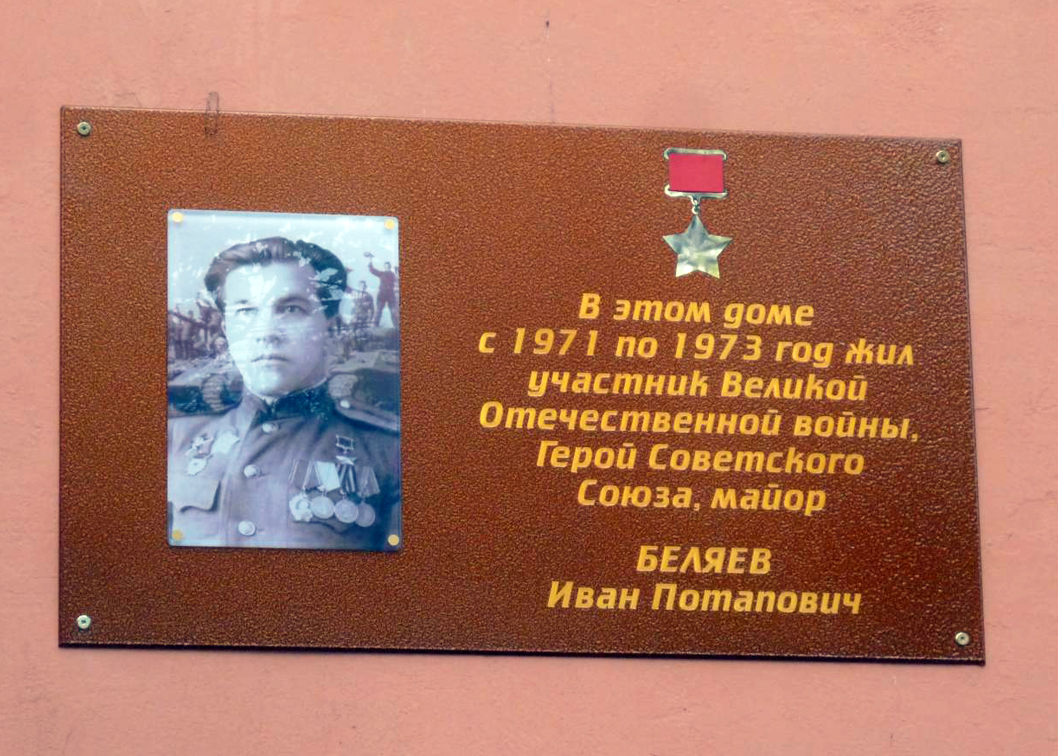 В этом доме
с 1971 по 1973 год жил
участник Великой
Отечественной войны,
Герой Советского
Союза, майор
БЕЛЯЕВ
Иван Потапович